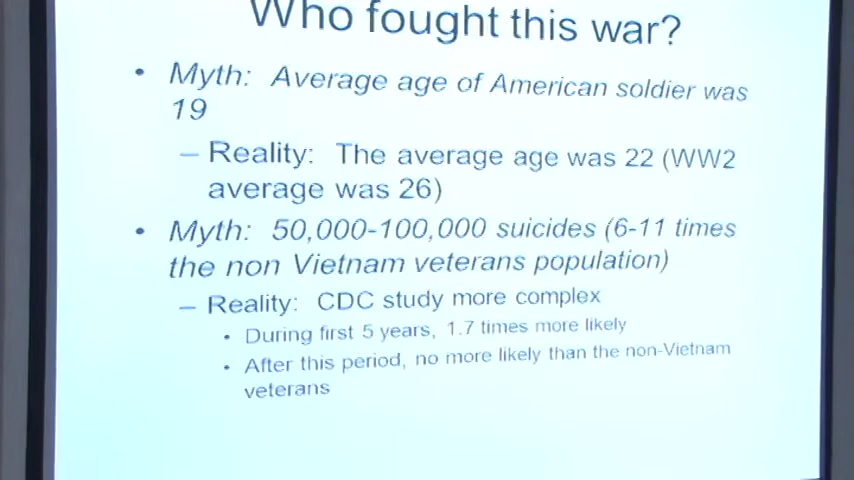 Who fought this war?
• Myth: Average age of American soldier was
19
– Reality: The average age was 22 (WW2
average was 26)
• Myth: 50,000-100,000 suicides (6-11 times
the non Vietnam veterans population)
– Reality: CDC study more complex
• During first 5 years, 1.7 times more likely
• After this period, no more likely than the non-Vietnam
veterans